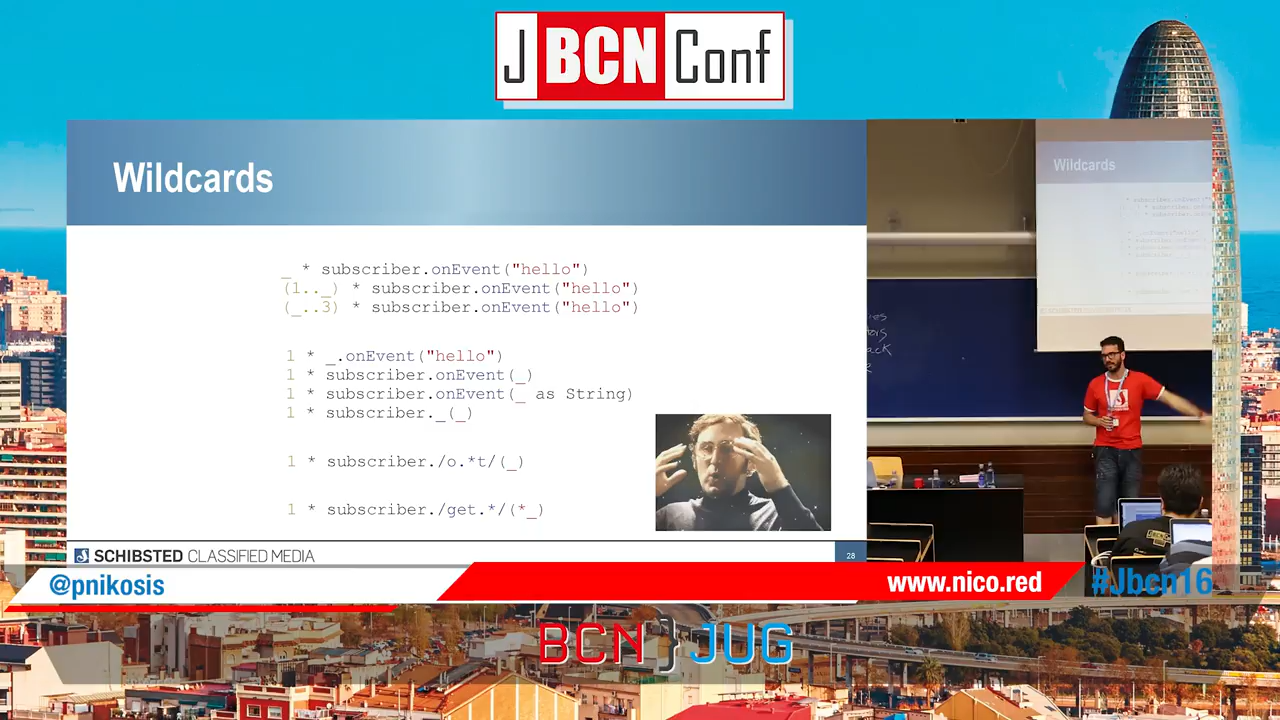 J BCN Conf
Wildcards
_ * subscriber.onEvent("hello")
(1.._) * subscriber.onEvent("hello")
(_..3) * subscriber.onEvent("hello")
1 * _.onEvent("hello")
1 * subscriber.onEvent(_)
1 * subscriber.onEvent(_ as String)
1 * subscriber._(_)
1 * subscriber./o.*t/(_)
1 * subscriber./get.*/(*_)
SCHIBSTED CLASSIFIED MEDIA
28
Wildcards
@pnikosis
www.nico.red
#Jbcn16
BCN JUG